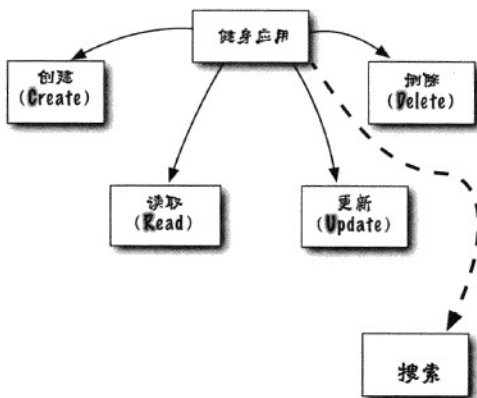 健身应用
创建
(Create)
删除
(Delete)
读取
(Read)
更新
(Update)
搜索